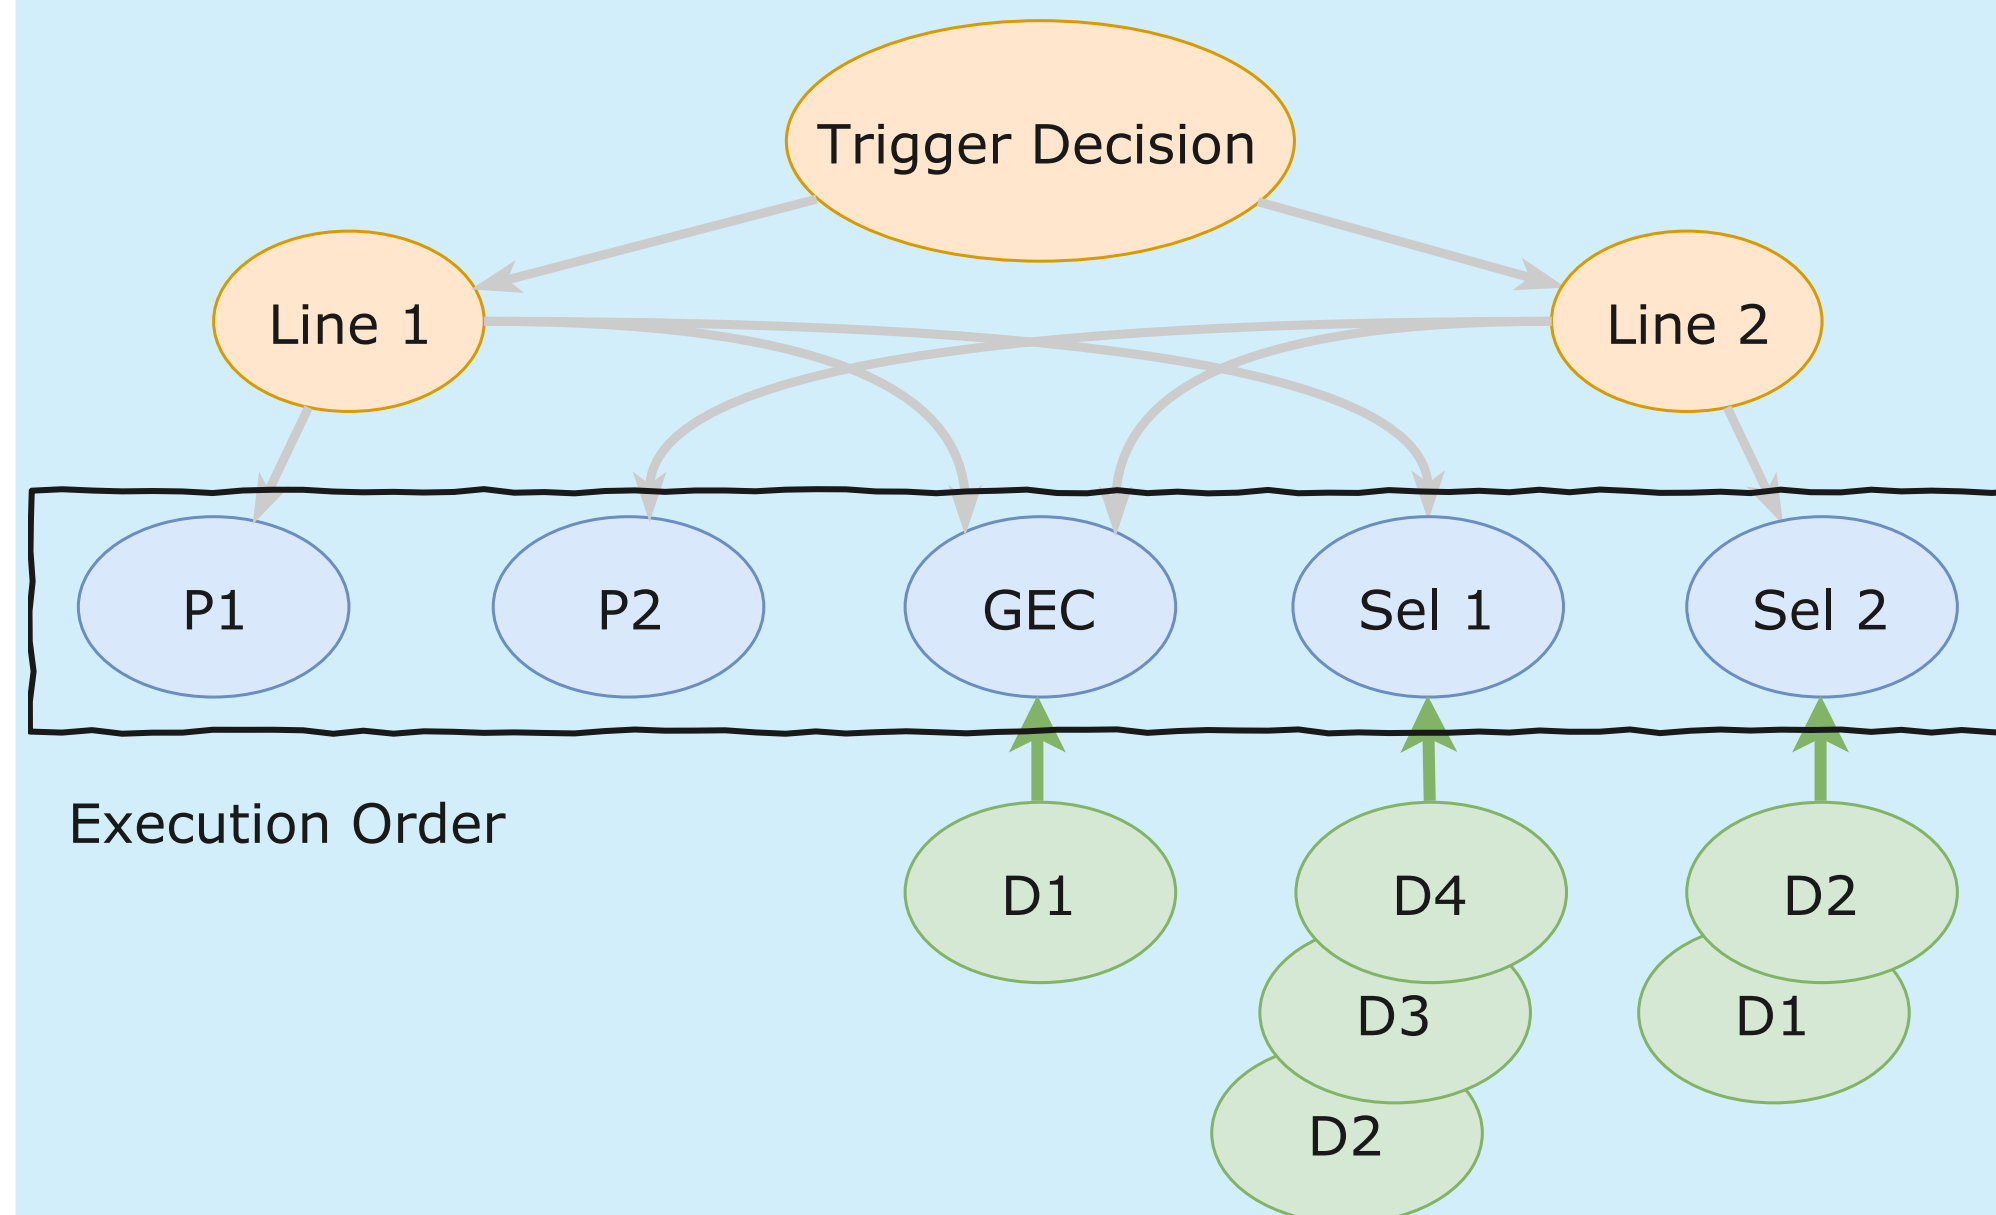 Trigger Decision
Line 1
Line 2
P1
P2
GEC
Sel 1
Sel 2
Execution Order
D1
D4
D2
D3
D1
D2